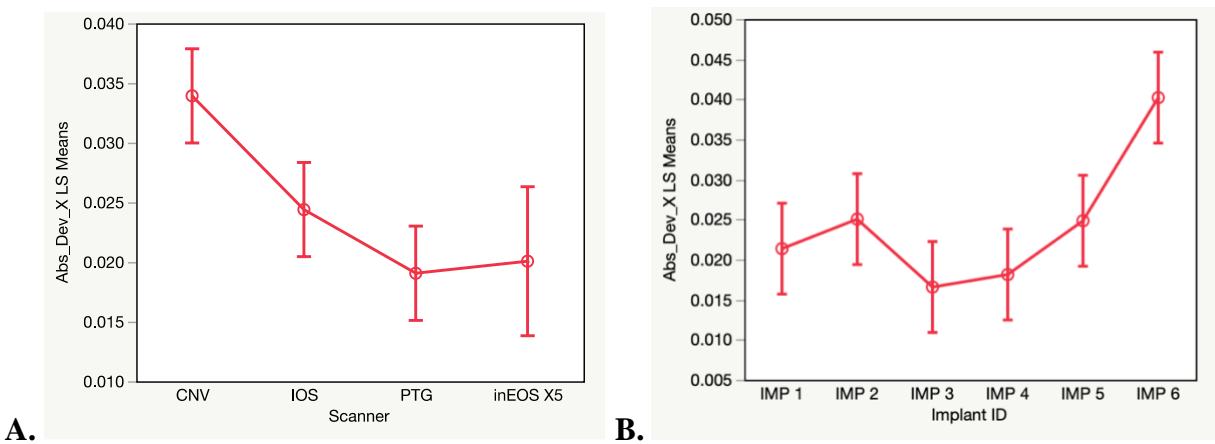 0.040
0.035
0.030
0.025
0.020
0.015
0.010
Abs_Dev_X LS Means
CNV IOS PTG inEOS X5
Scanner
A.
0.050
0.045
0.040
0.035
0.030
0.025
0.020
0.015
0.010
0.005
Abs_Dev_X LS Means
IMP 1 IMP 2 IMP 3 IMP 4 IMP 5 IMP 6
Implant ID
B.